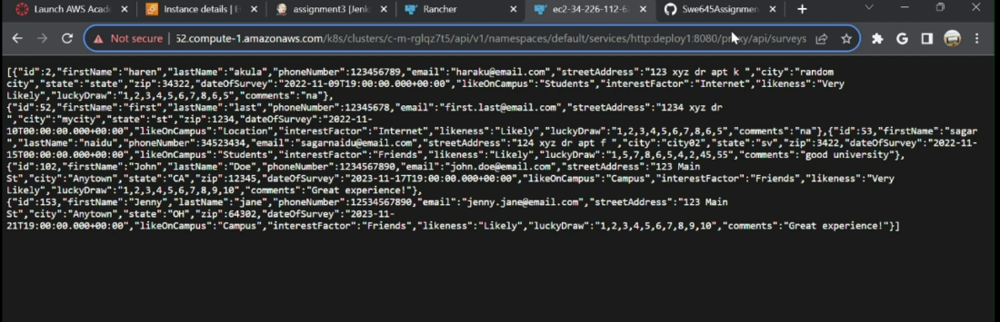 Launch AWS Acad
Instance details | E
assignment3 [Jenk
Rancher
ec2-34-226-112-6
Swe645Assignmen
Not secure | 52.compute-1.amazonaws.com/k8s/clusters/c-m-rglqz7t5/api/v1/namespaces/default/services/http:deploy1:8080/proxy/api/surveys
[{"id":2,"firstName":"haren","lastName":"akula","phoneNumber":123456789,"email":"haraku@email.com","streetAddress":"123 xyz dr apt k ","city":"random
city","state":"state","zip":34322,"dateOfSurvey":"2022-11-09T19:00:00.000+00:00","likeOnCampus":"Students","interestFactor":"Internet","likeness":"Very
Likely","luckyDraw":"1,2,3,4,5,6,7,8,6,5","comments":"na"},
{"id":52,"firstName":"first","lastName":"last","phoneNumber":12345678,"email":"first.last@email.com","streetAddress":"1234 xyz dr
","city":"mycity","state":"st","zip":1234,"dateOfSurvey":"2022-11-
10T00:00:00.000+00:00","likeOnCampus":"Location","interestFactor":"Internet","likeness":"Likely","luckyDraw":"1,2,3,4,5,6,7,8,6,5","comments":"na"},{"id":53,"firstName":"sagar
","lastName":"naidu","phoneNumber":34523434,"email":"sagarnaidu@email.com","streetAddress":"124 xyz dr apt f ","city":"city02","state":"sv","zip":3422,"dateOfSurvey":"2022-11-
15T00:00:00.000+00:00","likeOnCampus":"Students","interestFactor":"Friends","likeness":"Likely","luckyDraw":"1,5,7,8,6,5,4,2,45,55","comments":"good university"},
{"id":102,"firstName":"John","lastName":"Doe","phoneNumber":1234567890,"email":"john.doe@email.com","streetAddress":"123 Main
St","city":"Anytown","state":"CA","zip":12345,"dateOfSurvey":"2023-11-17T19:00:00.000+00:00","likeOnCampus":"Campus","interestFactor":"Friends","likeness":"Very
Likely","luckyDraw":"1,2,3,4,5,6,7,8,9,10","comments":"Great experience!"},
{"id":153,"firstName":"Jenny","lastName":"jane","phoneNumber":12534567890,"email":"jenny.jane@email.com","streetAddress":"123 Main
St","city":"Anytown","state":"OH","zip":64302,"dateOfSurvey":"2023-11-
21T19:00:00.000+00:00","likeOnCampus":"Campus","interestFactor":"Friends","likeness":"Likely","luckyDraw":"1,2,3,4,5,6,7,8,9,10","comments":"Great experience!"}]